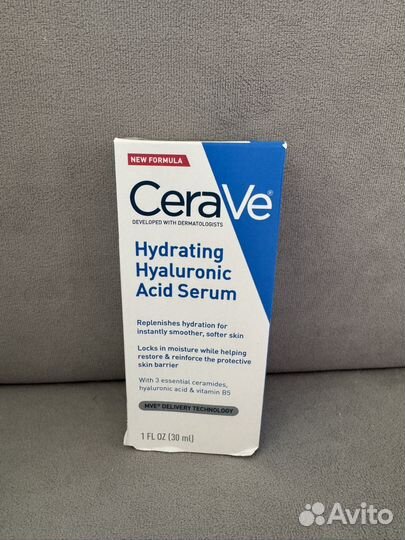 NEW FORMULA
CeraVe®
DEVELOPED WITH DERMATOLOGISTS
Hydrating
Hyaluronic
Acid Serum
Replenishes hydration for
instantly smoother, softer skin
Locks in moisture while helping
restore & reinforce the protective
skin barrier
With 3 essential ceramides,
hyaluronic acid & vitamin B5
MVE® DELIVERY TECHNOLOGY
1 FL OZ (30 ml)
Avito